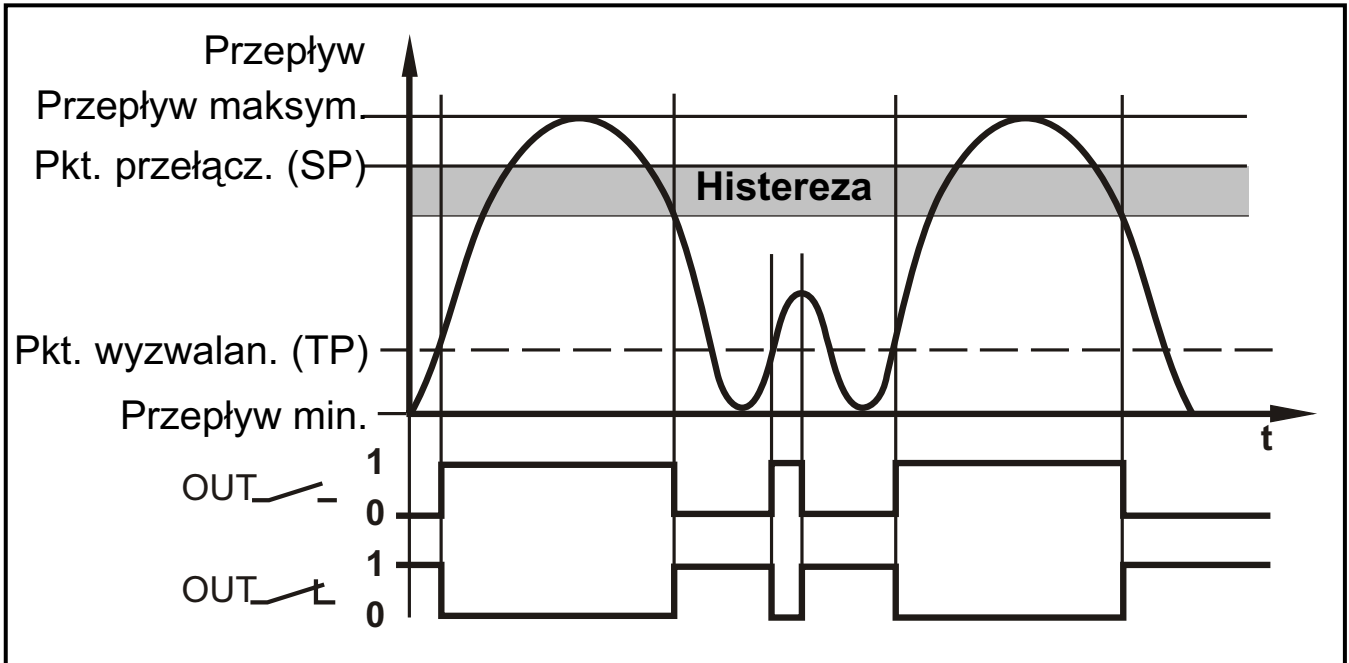 Przepływ
Przepływ maksym.
Pkt. przełącz. (SP)
Histereza
Pkt. wyzwalan. (TP)
Przepływ min.
t
1
OUT
0
1
OUT
0